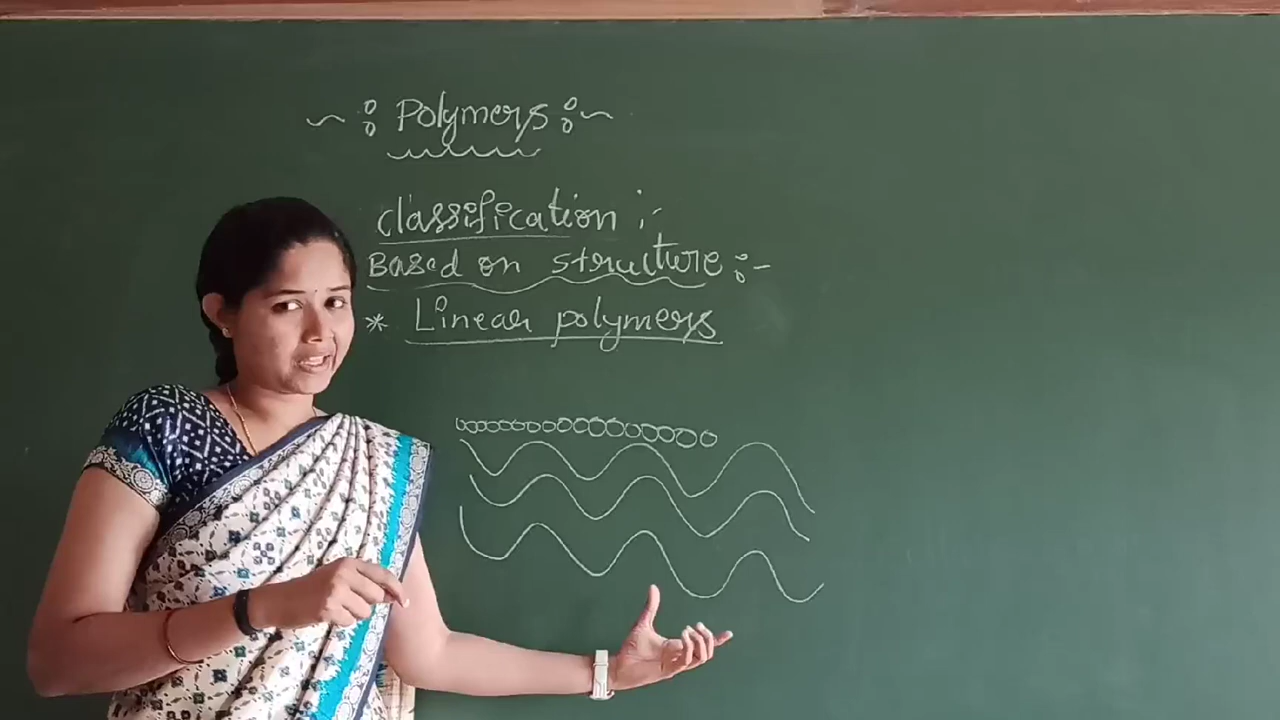 ~ : Polymers : ~
Classification :-
Based on structure :-
* Linear polymers